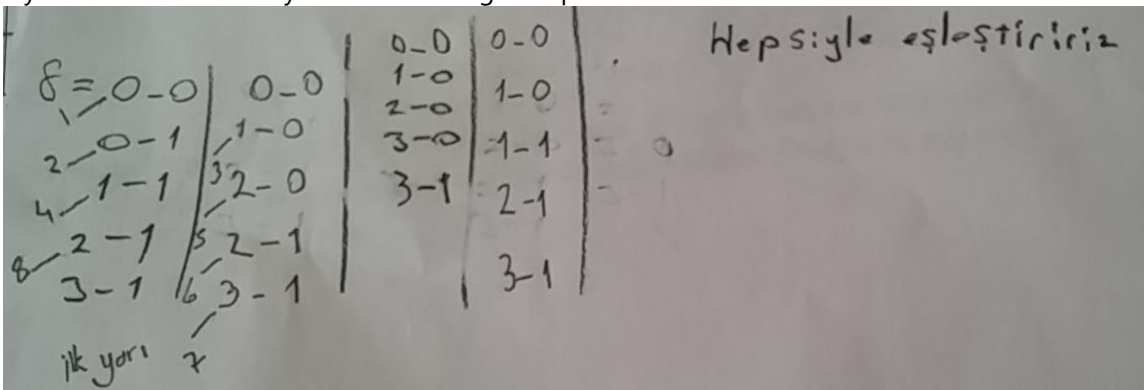 0-0 0-0 Hepsiyle eşleştiririz
8= 0-0 0-0 1-0 1-0
1 2-0
2 0-1 1-0 3-0 1-1
4 1-1 3 2-0 3-1 2-1
8 2-1 5 2-1
3-1 6 3-1 3-1
ilk yarı 7